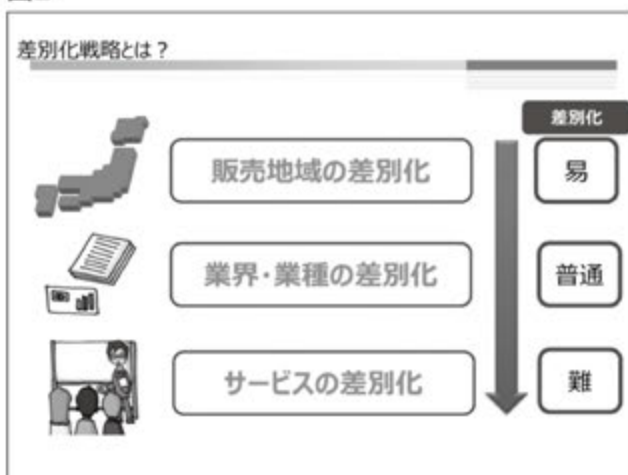 差別化戦略とは？
差別化
販売地域の差別化
易
業界・業種の差別化
普通
サービスの差別化
難